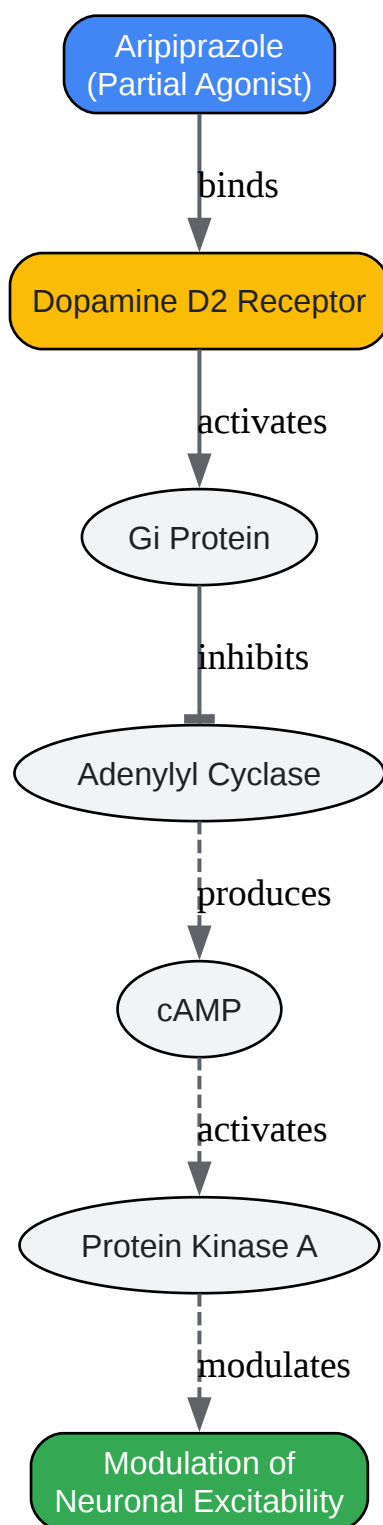 Aripiprazole
(Partial Agonist)
binds
Dopamine D2 Receptor
activates
Gi Protein
inhibits
Adenylyl Cyclase
produces
cAMP
activates
Protein Kinase A
modulates
Modulation of
Neuronal Excitability